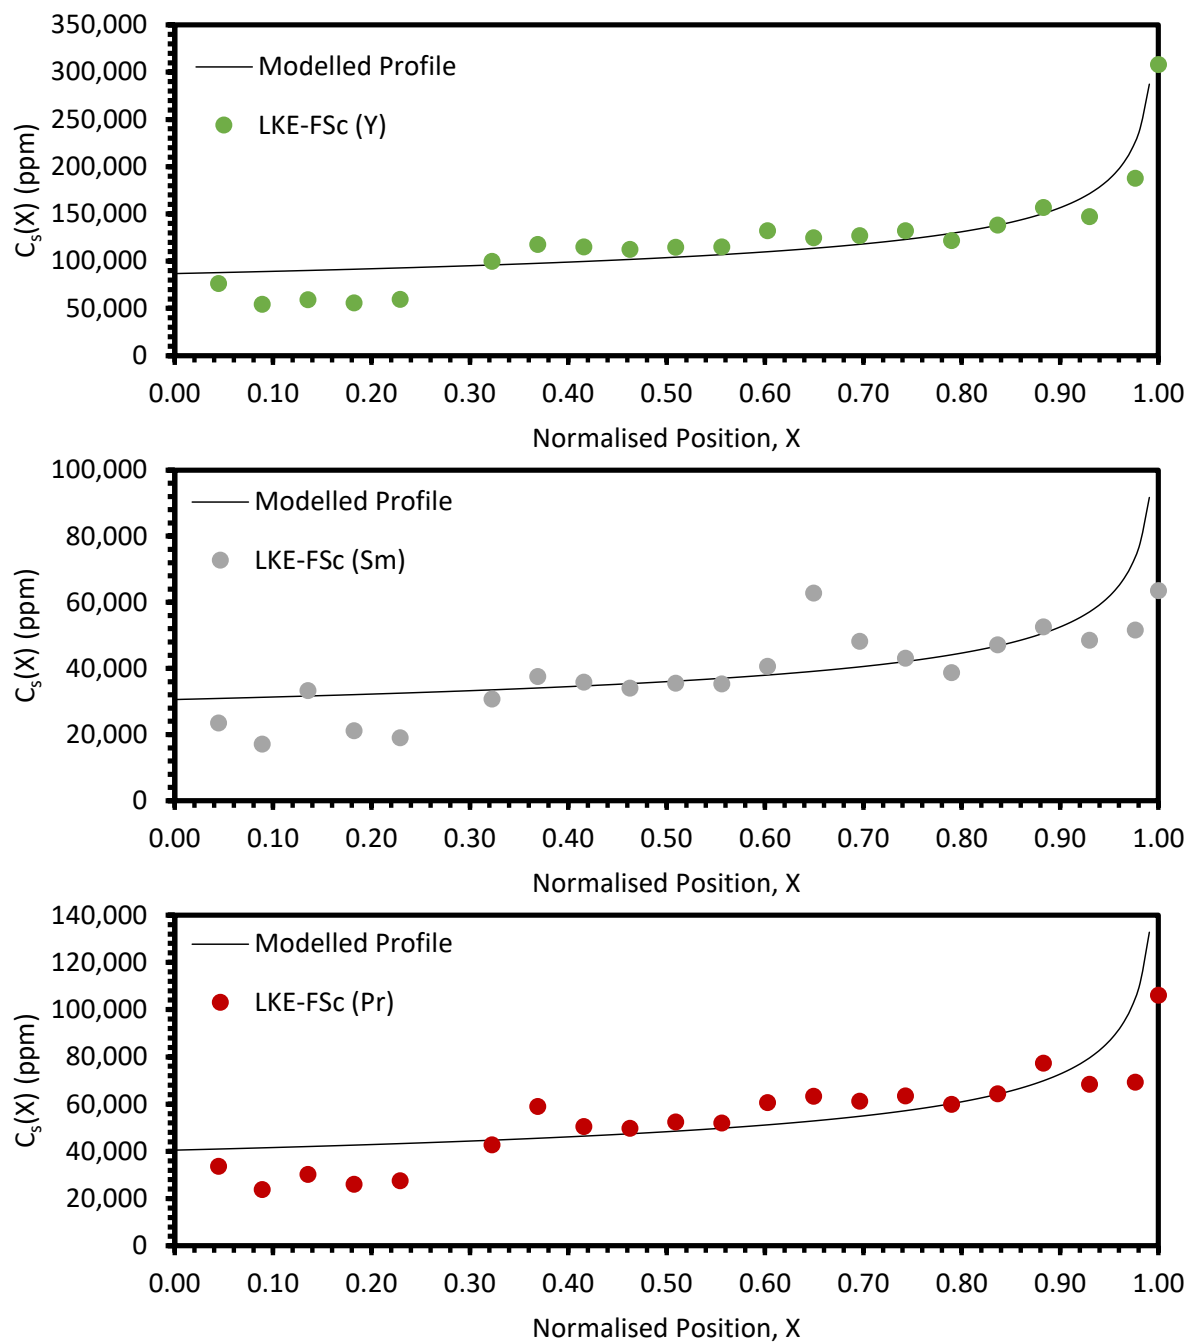 350,000
300,000
250,000
200,000
150,000
100,000
50,000
0
C_s(X) (ppm)
Modelled Profile
LKE-FSc (Y)
0.00 0.10 0.20 0.30 0.40 0.50 0.60 0.70 0.80 0.90 1.00
Normalised Position, X
100,000
80,000
60,000
40,000
20,000
0
C_s(X) (ppm)
Modelled Profile
LKE-FSc (Sm)
0.00 0.10 0.20 0.30 0.40 0.50 0.60 0.70 0.80 0.90 1.00
Normalised Position, X
140,000
120,000
100,000
80,000
60,000
40,000
20,000
0
C_s(X) (ppm)
Modelled Profile
LKE-FSc (Pr)
0.00 0.10 0.20 0.30 0.40 0.50 0.60 0.70 0.80 0.90 1.00
Normalised Position, X